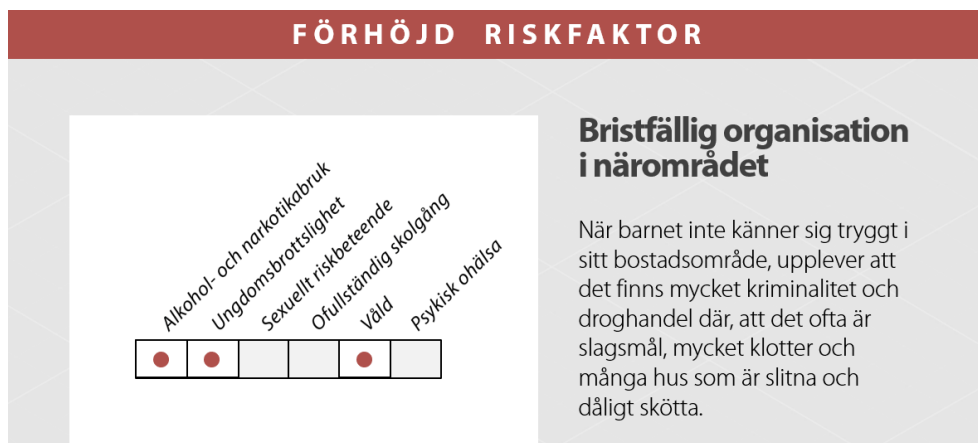 FÖRHÖJD RISKFAKTOR
Alkohol- och narkotikabruk
Ungdomsbrottslighet
Sexuellt riskbeteende
Ofullständig skolgång
Våld
Psykisk ohälsa
Bristfällig organisation
i närområdet
När barnet inte känner sig tryggt i
sitt bostadsområde, upplever att
det finns mycket kriminalitet och
droghandel där, att det ofta är
slagsmål, mycket klotter och
många hus som är slitna och
dåligt skötta.